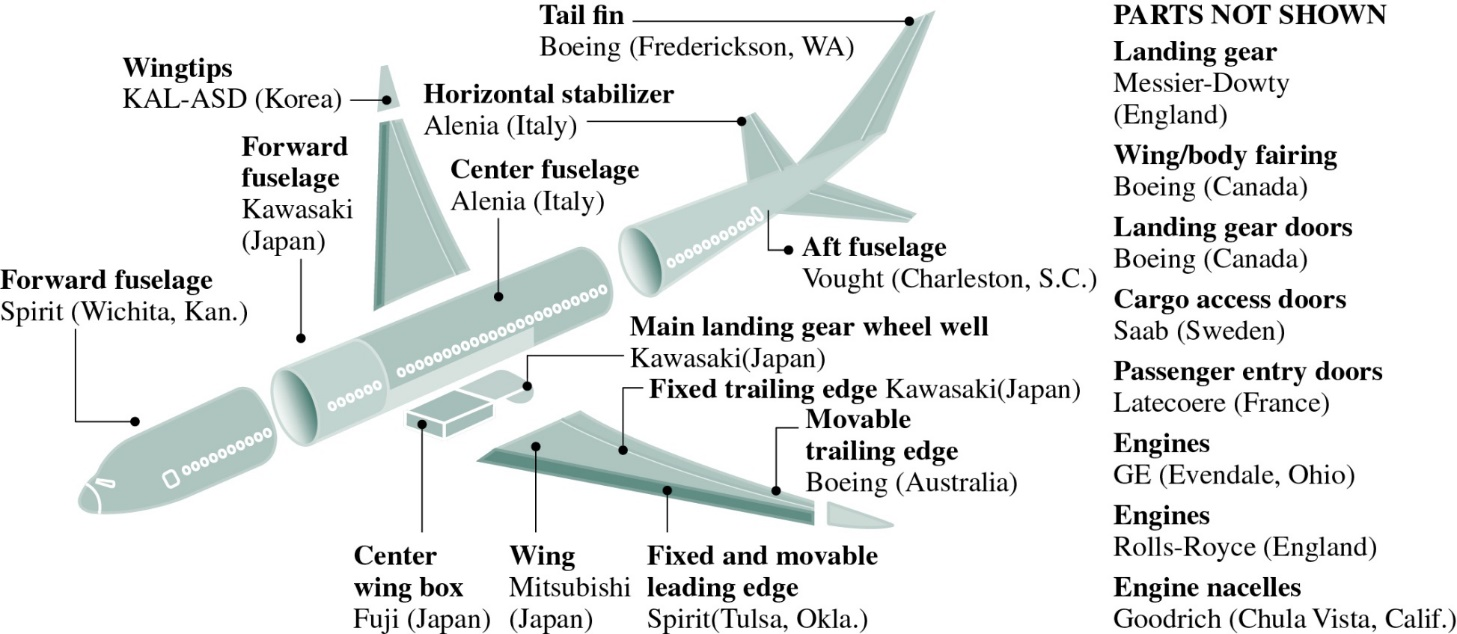 Tail fin
Boeing (Frederickson, WA)
Wingtips
KAL-ASD (Korea)
Horizontal stabilizer
Alenia (Italy)
Forward
fuselage
Kawasaki
(Japan)
Center fuselage
Alenia (Italy)
Forward fuselage
Spirit (Wichita, Kan.)
Aft fuselage
Vought (Charleston, S.C.)
Main landing gear wheel well
Kawasaki(Japan)
Fixed trailing edge Kawasaki(Japan)
Movable
trailing edge
Boeing (Australia)
Center
wing box
Fuji (Japan)
Wing
Mitsubishi
(Japan)
Fixed and movable
leading edge
Spirit(Tulsa, Okla.)
PARTS NOT SHOWN
Landing gear
Messier-Dowty
(England)
Wing/body fairing
Boeing (Canada)
Landing gear doors
Boeing (Canada)
Cargo access doors
Saab (Sweden)
Passenger entry doors
Latecoere (France)
Engines
GE (Evendale, Ohio)
Engines
Rolls-Royce (England)
Engine nacelles
Goodrich (Chula Vista, Calif.)